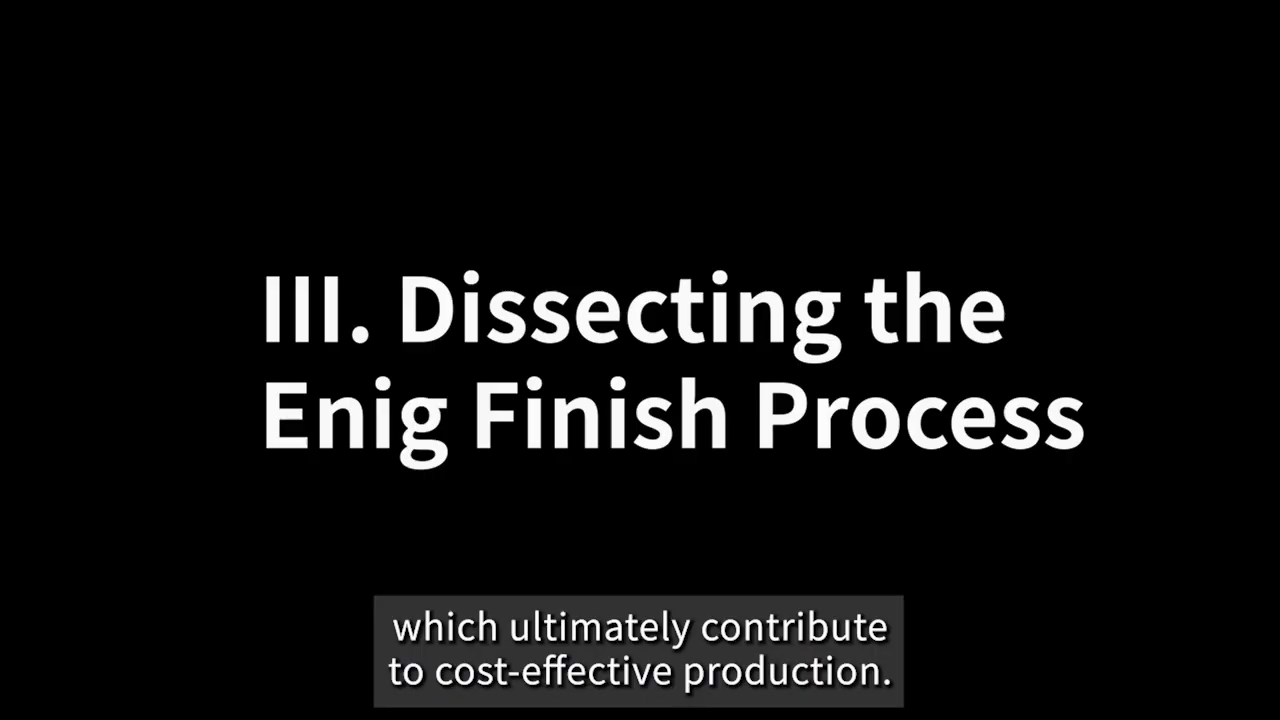 III. Dissecting the
Enig Finish Process
which ultimately contribute
to cost-effective production.